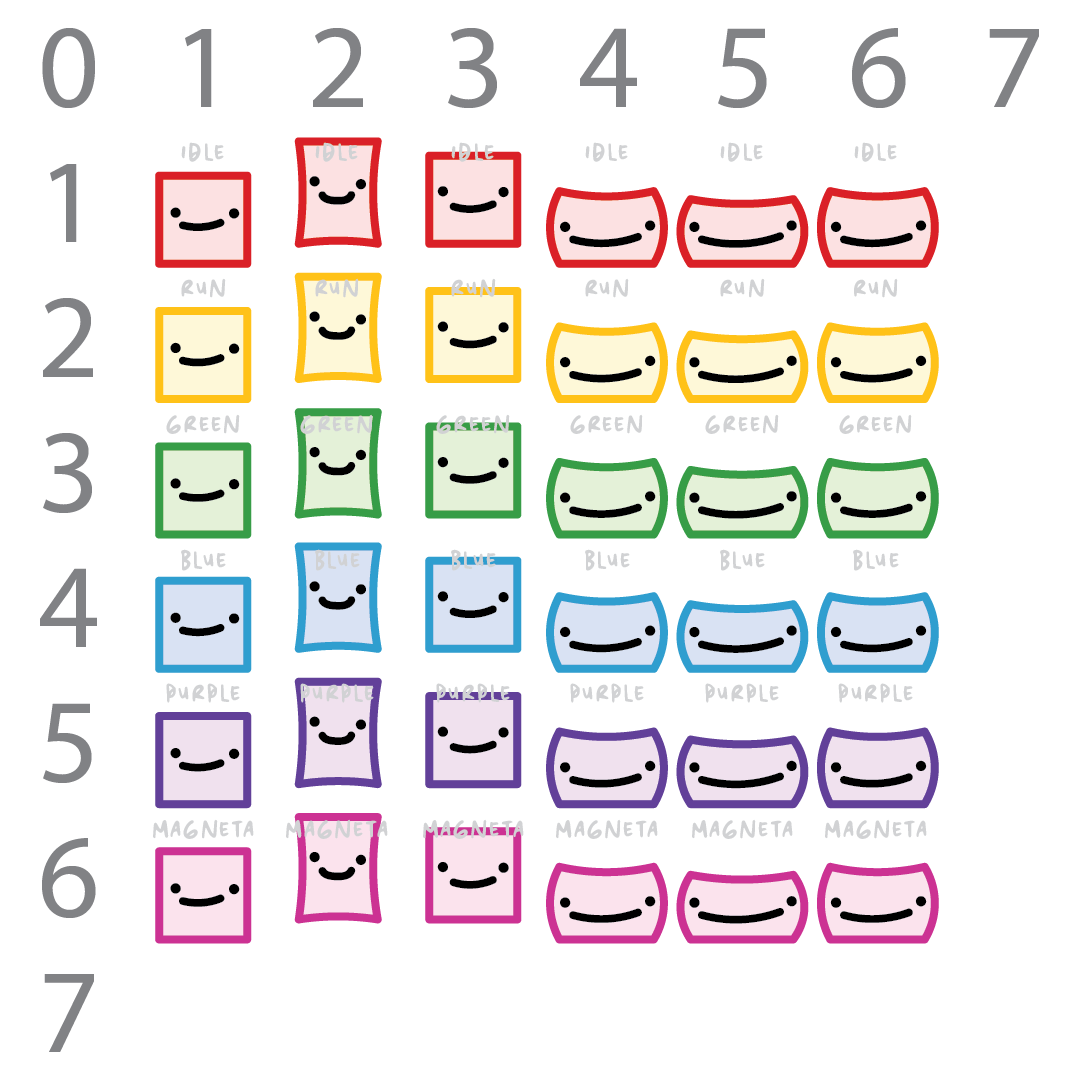 0 1 2 3 4 5 6 7
IDLE IDLE IDLE IDLE IDLE IDLE
1
RUN RUN RUN RUN RUN RUN
2
GREEN GREEN GREEN GREEN GREEN GREEN
3
BLUE BLUE BLUE BLUE BLUE BLUE
4
PURPLE PURPLE PURPLE PURPLE PURPLE PURPLE
5
MAGNETA MAGNETA MAGNETA MAGNETA MAGNETA MAGNETA
6
7